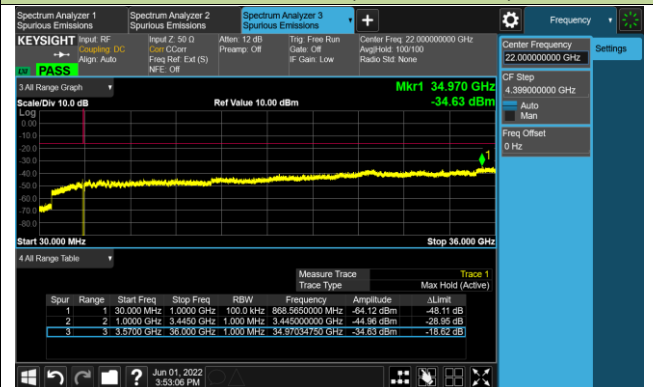 Spectrum Analyzer 1
Spurious Emissions
Spectrum Analyzer 2
Spurious Emissions
Spectrum Analyzer 3
Spurious Emissions
+
Frequency
KEYSIGHT
Input: RF
Coupling: DC
Align: Auto
Input Z: 50 Ω
Corr CCorr
Freq Ref: Ext (S)
NFE: Off
Atten: 12 dB
Preamp: Off
Trig: Free Run
Gate: Off
IF Gain: Low
Center Freq: 22.000000000 GHz
Avg|Hold: 100/100
Radio Std: None
PASS
Center Frequency
22.000000000 GHz
Settings
CF Step
4.399000000 GHz
Auto
Man
Freq Offset
0 Hz
3 All Range Graph
Mkr1 34.970 GHz
Scale/Div 10.0 dB
Ref Value 10.00 dBm
-34.63 dBm
Log
0.00
-10.0
-20.0
-30.0
-40.0
-50.0
-60.0
-70.0
-80.0
1
Start 30.000 MHz
Stop 36.000 GHz
4 All Range Table
Measure Trace
Trace 1
Trace Type
Max Hold (Active)
Spur Range Start Freq Stop Freq RBW Frequency Amplitude ΔLimit
1 1 30.000 MHz 1.0000 GHz 100.0 kHz 868.5650000 MHz -64.12 dBm -48.11 dB
2 2 1.0000 GHz 3.4450 GHz 1.000 MHz 3.445000000 GHz -44.96 dBm -28.95 dB
3 3 3.5700 GHz 36.000 GHz 1.000 MHz 34.97034750 GHz -34.63 dBm -18.62 dB
?
Jun 01, 2022
3:53:06 PM